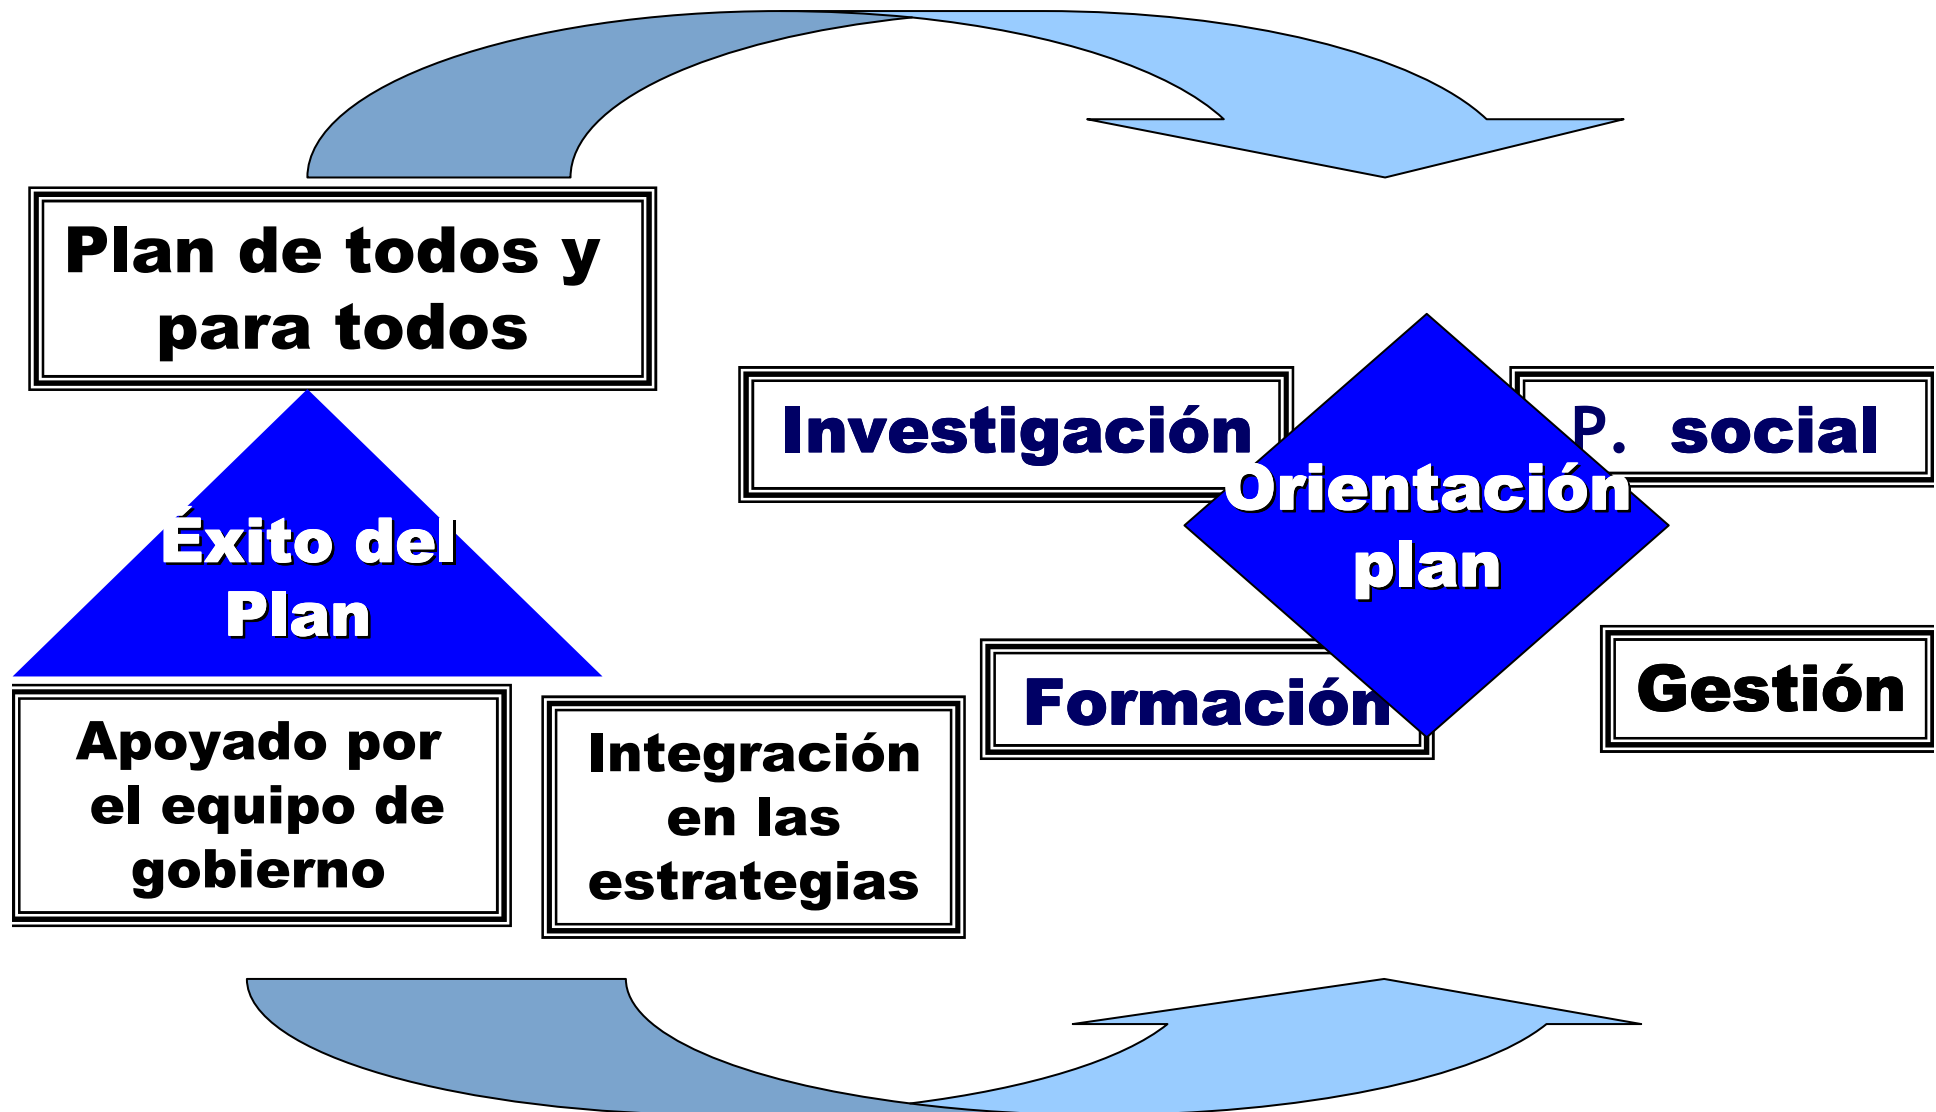 Plan de todos y
para todos
Éxito del
Plan
Apoyado por
el equipo de
gobierno
Integración
en las
estrategias
Investigación
P. social
Orientación
plan
Formación
Gestión